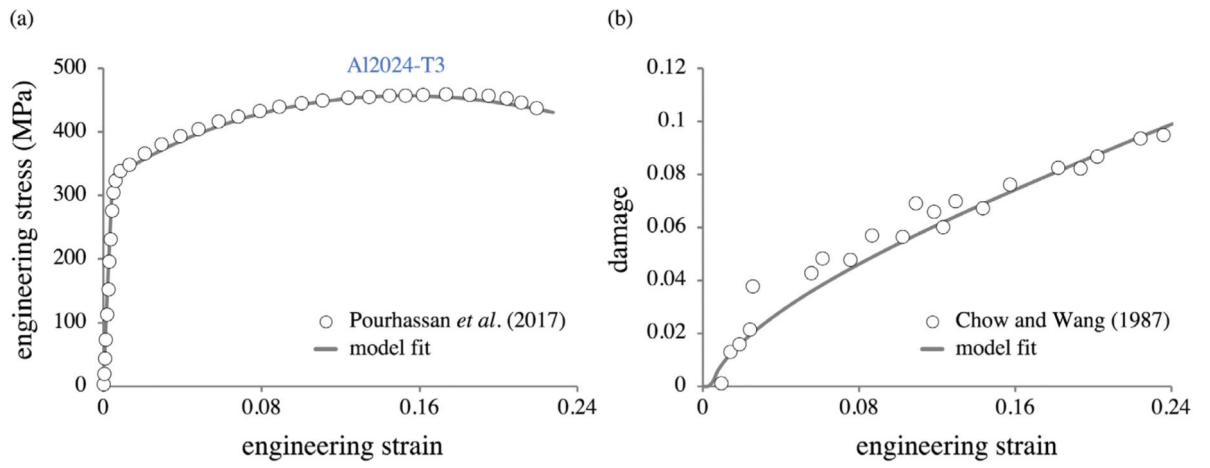 (a)
Al2024-T3
engineering stress (MPa)
500
400
300
200
100
0
0 0.08 0.16 0.24
engineering strain
Pourhassan et al. (2017)
model fit
(b)
damage
0.12
0.1
0.08
0.06
0.04
0.02
0
0 0.08 0.16 0.24
engineering strain
Chow and Wang (1987)
model fit